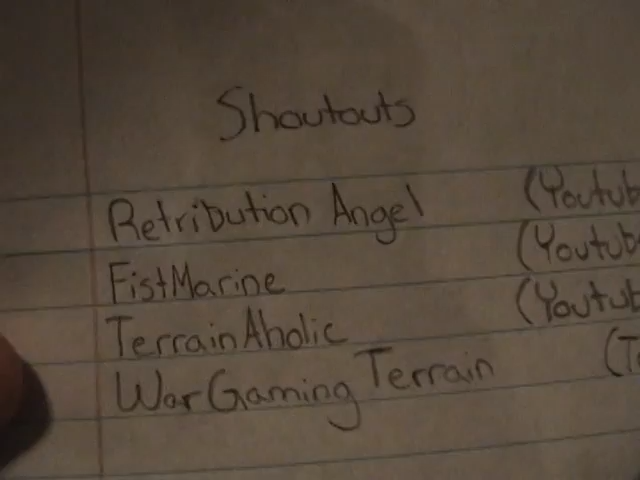 Shoutouts
Retribution Angel (Youtub
FistMarine (Youtub
TerrainAholic (Youtub
WarGaming Terrain (T